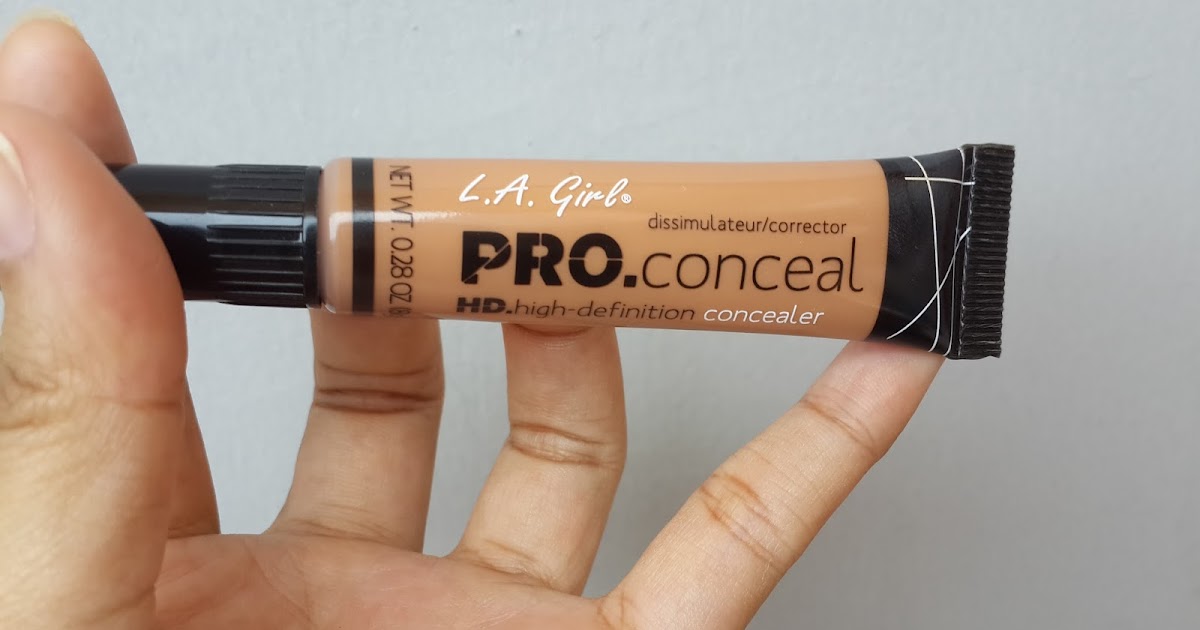 L.A. Girl®
dissimulateur/corrector
PRO.conceal
HD.high-definition concealer
NET WT. 0.28 OZ